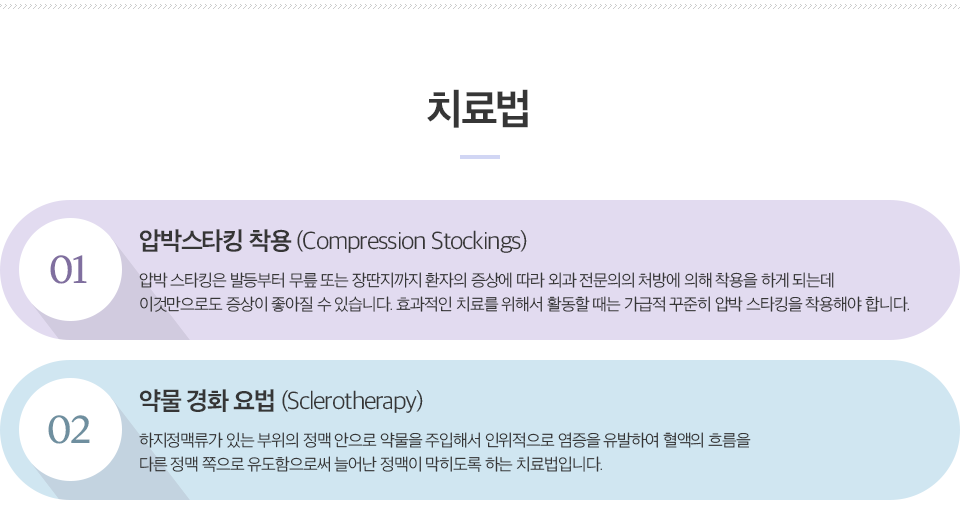 치료법
01
압박스타킹 착용 (Compression Stockings)
압박 스타킹은 발등부터 무릎 또는 장딴지까지 환자의 증상에 따라 외과 전문의의 처방에 의해 착용을 하게 되는데
이것만으로도 증상이 좋아질 수 있습니다. 효과적인 치료를 위해서 활동할 때는 가급적 꾸준히 압박 스타킹을 착용해야 합니다.
02
약물 경화 요법 (Sclerotherapy)
하지정맥류가 있는 부위의 정맥 안으로 약물을 주입해서 인위적으로 염증을 유발하여 혈액의 흐름을
다른 정맥 쪽으로 유도함으로써 늘어난 정맥이 막히도록 하는 치료법입니다.